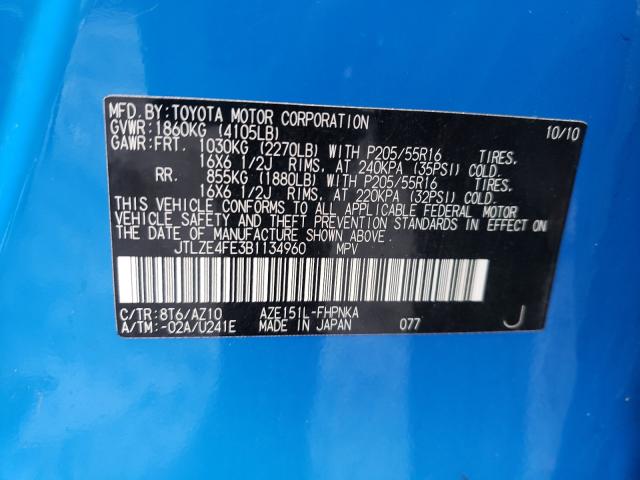 MFD.BY:TOYOTA MOTOR CORPORATION 10/10
GVWR:1860KG (4105LB)
GAWR:FRT. 1030KG (2270LB) WITH P205/55R16 TIRES.
16X6 1/2J RIMS, AT 240KPA (35PSI) COLD.
RR. 855KG (1880LB) WITH P205/55R16 TIRES.
16X6 1/2J RIMS, AT 220KPA (32PSI) COLD.
THIS VEHICLE CONFORMS TO ALL APPLICABLE FEDERAL MOTOR
VEHICLE SAFETY AND THEFT PREVENTION STANDARDS IN EFFECT ON
THE DATE OF MANUFACTURE SHOWN ABOVE.
JTLZE4FE3B1134960 MPV
C/TR:8T6/AZ10 AZE151L-FHPNKA
A/TM:-02A/U241E MADE IN JAPAN 077 J